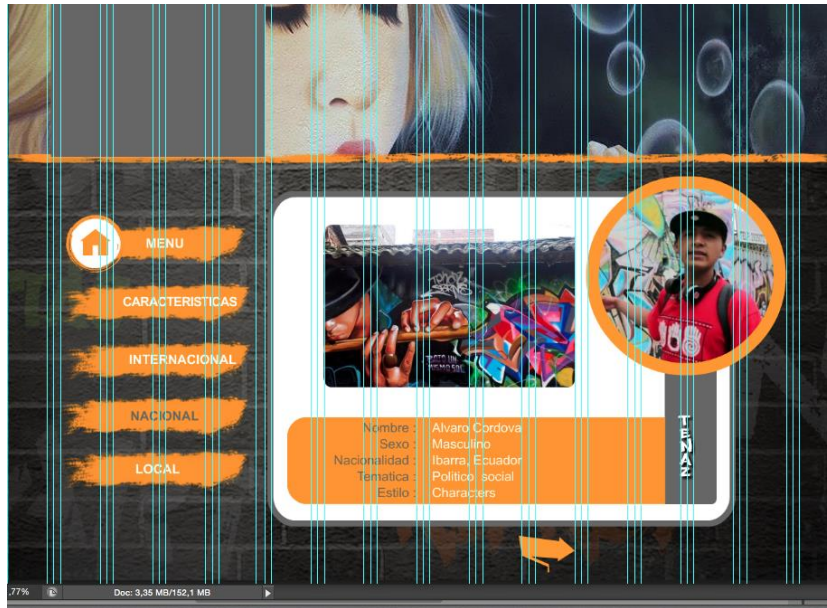 MENU
CARACTERISTICAS
INTERNACIONAL
NACIONAL
LOCAL
Nombre : Alvaro Cordova
Sexo : Masculino
Nacionalidad : Ibarra, Ecuador
Tematica : Politico social
Estilo : Characters
TENAZ
,77%
Doc: 3,35 MB/152,1 MB